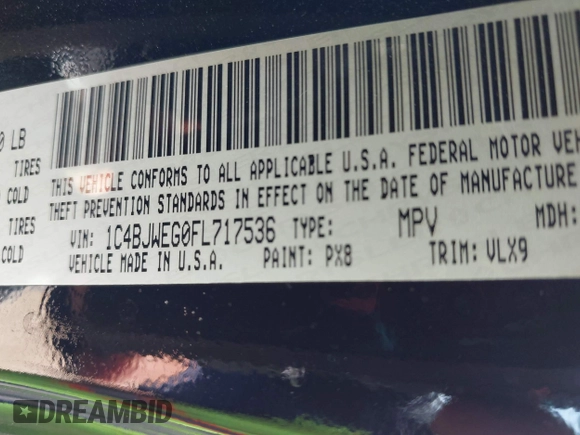 0 LB
TIRES
COLD
TIRES
COLD
THIS VEHICLE CONFORMS TO ALL APPLICABLE U.S.A. FEDERAL MOTOR VEH
THEFT PREVENTION STANDARDS IN EFFECT ON THE DATE OF MANUFACTURE
VIN: 1C4BJWEG0FL717536 TYPE: MPV MDH:
VEHICLE MADE IN U.S.A. PAINT: PX8 TRIM: VLX9
DREAMBID